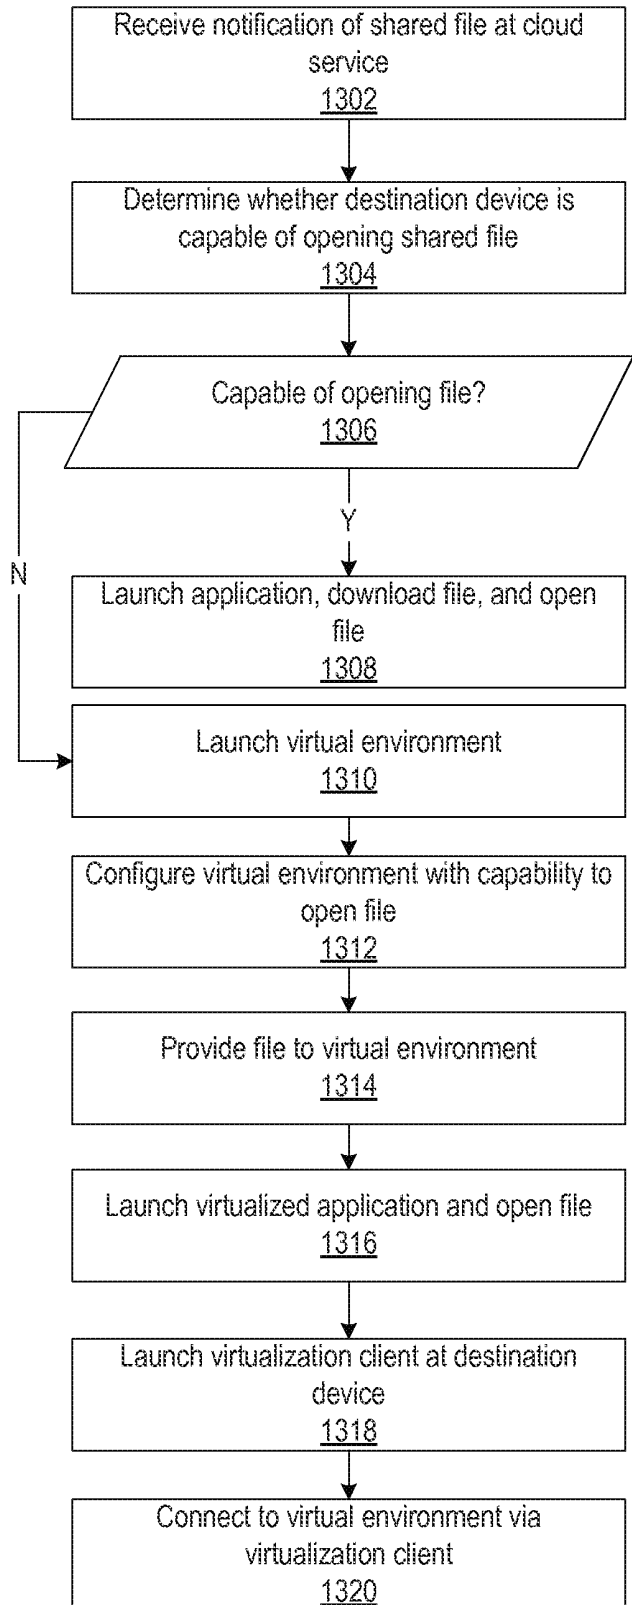 Receive notification of shared file at cloud
service
1302
Determine whether destination device is
capable of opening shared file
1304
Capable of opening file?
1306
Y
N
Launch application, download file, and open
file
1308
Launch virtual environment
1310
Configure virtual environment with capability to
open file
1312
Provide file to virtual environment
1314
Launch virtualized application and open file
1316
Launch virtualization client at destination
device
1318
Connect to virtual environment via
virtualization client
1320